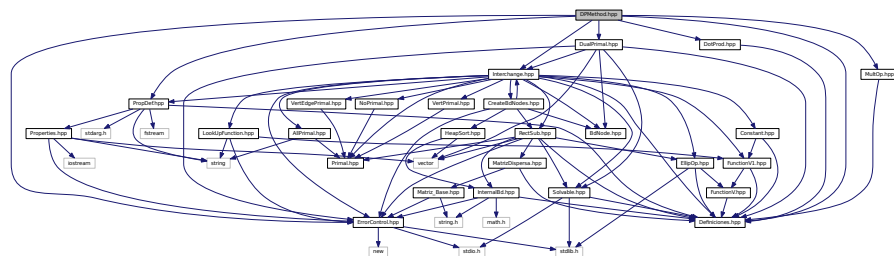 DPMethod.hpp
DualPrimal.hpp
DotProd.hpp
Interchange.hpp
MultOp.hpp
PropDef.hpp
VertEdgePrimal.hpp
NoPrimal.hpp
VertPrimal.hpp
CreateBdNodes.hpp
Properties.hpp
stdarg.h
fstream
LookUpFunction.hpp
AllPrimal.hpp
HeapSort.hpp
RectSub.hpp
BdNode.hpp
Constant.hpp
iostream
string
Primal.hpp
vector
MatrizDispersa.hpp
EllipOp.hpp
FunctionV1.hpp
Matriz_Base.hpp
InternalBd.hpp
Solvable.hpp
FunctionV.hpp
ErrorControl.hpp
string.h
math.h
Definiciones.hpp
new
stdio.h
stdlib.h